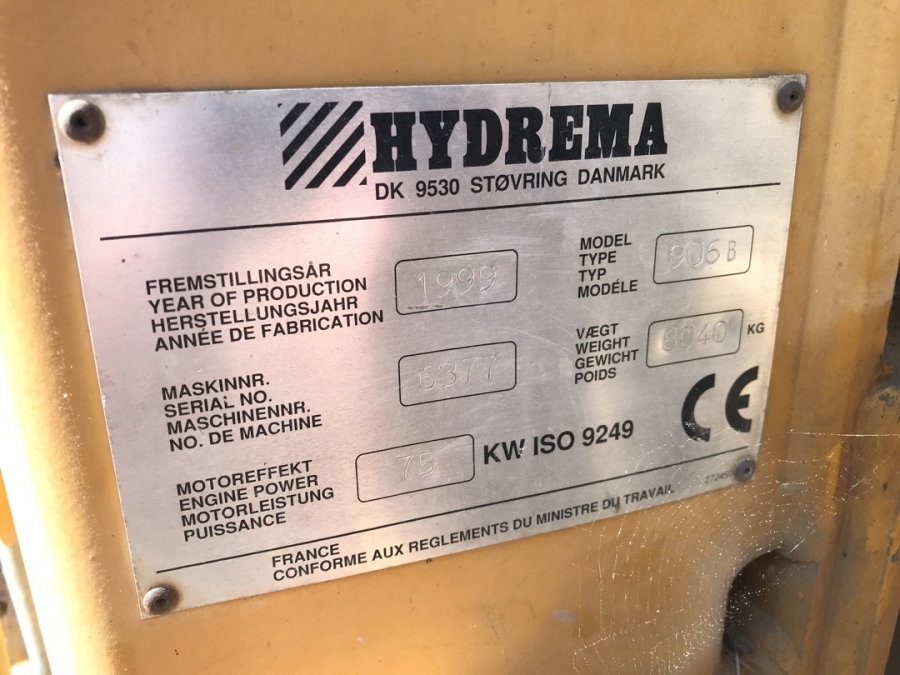 HYDREMA
DK 9530 STØVRING DANMARK
FREMSTILLINGSÅR
YEAR OF PRODUCTION
HERSTELLUNGSJAHR
ANNÉE DE FABRICATION
1999
MODEL
TYPE
TYP
MODÉLE
906 B
MASKINNR.
SERIAL NO.
MASCHINENNR.
NO. DE MACHINE
6377
VÆGT
WEIGHT
GEWICHT
POIDS
KG
MOTOREFFEKT
ENGINE POWER
MOTORLEISTUNG
PUISSANCE
75
KW ISO 9249
CE
FRANCE
CONFORME AUX REGLEMENTS DU MINISTRE DU TRAVAIL